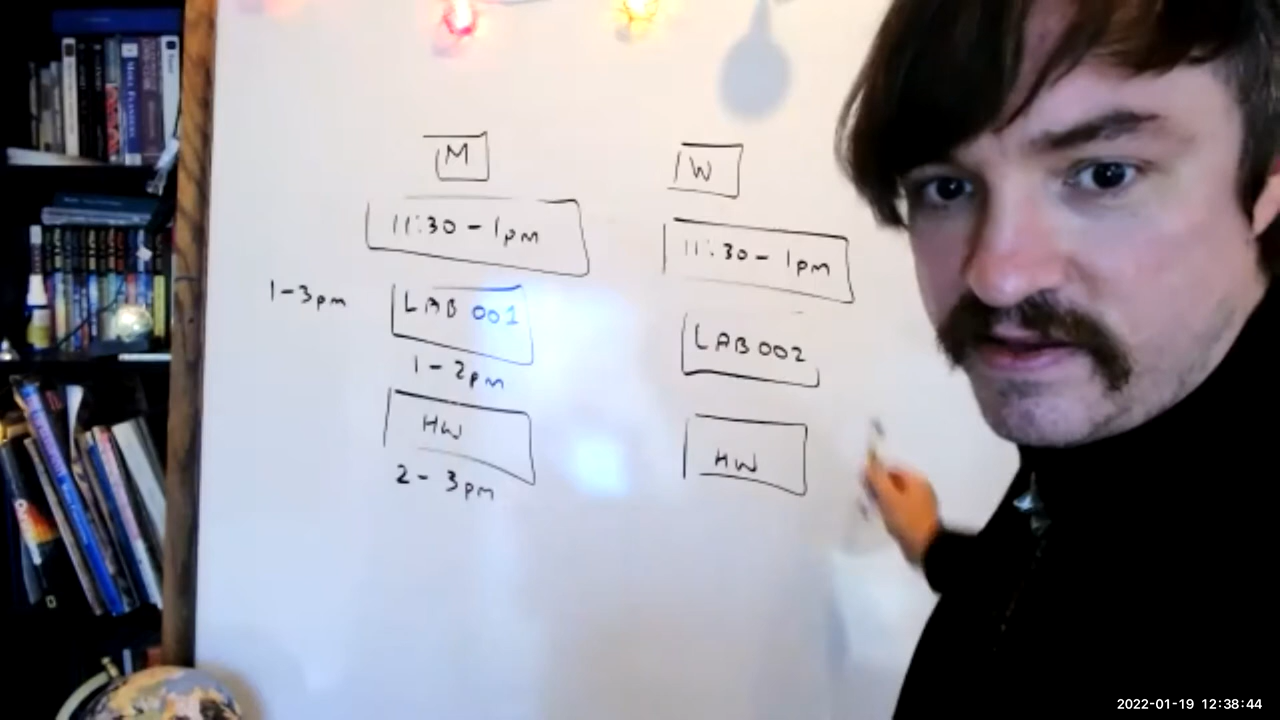 M
11:30 - 1pm
1-3pm
LAB 001
1 - 2pm
HW
2 - 3pm
W
11:30 - 1pm
LAB 002
HW
2022-01-19 12:38:44